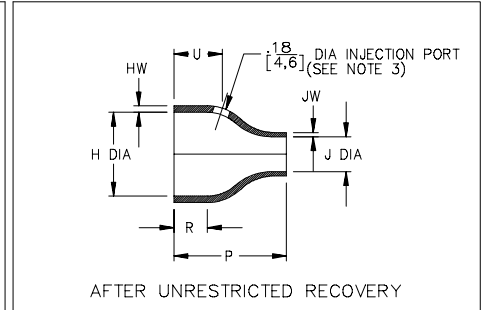 U
.18
[4,6] DIA INJECTION PORT
(SEE NOTE 3)
HW
JW
H DIA
J DIA
R
P
AFTER UNRESTRICTED RECOVERY